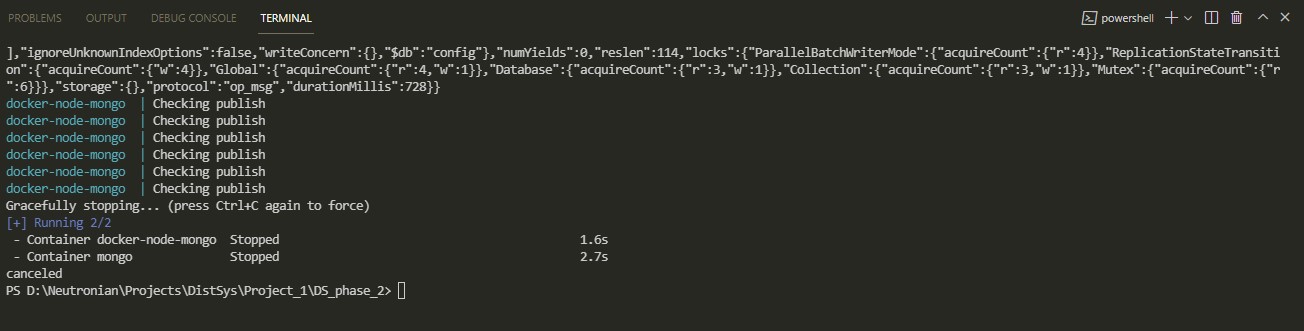 PROBLEMS OUTPUT DEBUG CONSOLE TERMINAL powershell
],"ignoreUnknownIndexOptions":false,"writeConcern":{},"$db":"config"},"numYields":0,"reslen":114,"locks":{"ParallelBatchWriterMode":{"acquireCount":{"r":4}},"ReplicationStateTransiti
on":{"acquireCount":{"w":4}},"Global":{"acquireCount":{"r":4,"w":1}},"Database":{"acquireCount":{"r":3,"w":1}},"Collection":{"acquireCount":{"r":3,"w":1}},"Mutex":{"acquireCount":{"r
":6}}},"storage":{},"protocol":"op_msg","durationMillis":728}}
docker-node-mongo | Checking publish
docker-node-mongo | Checking publish
docker-node-mongo | Checking publish
docker-node-mongo | Checking publish
docker-node-mongo | Checking publish
docker-node-mongo | Checking publish
Gracefully stopping... (press Ctrl+C again to force)
[+] Running 2/2
- Container docker-node-mongo Stopped 1.6s
- Container mongo Stopped 2.7s
canceled
PS D:\Neutronian\Projects\DistSys\Project_1\DS_phase_2>